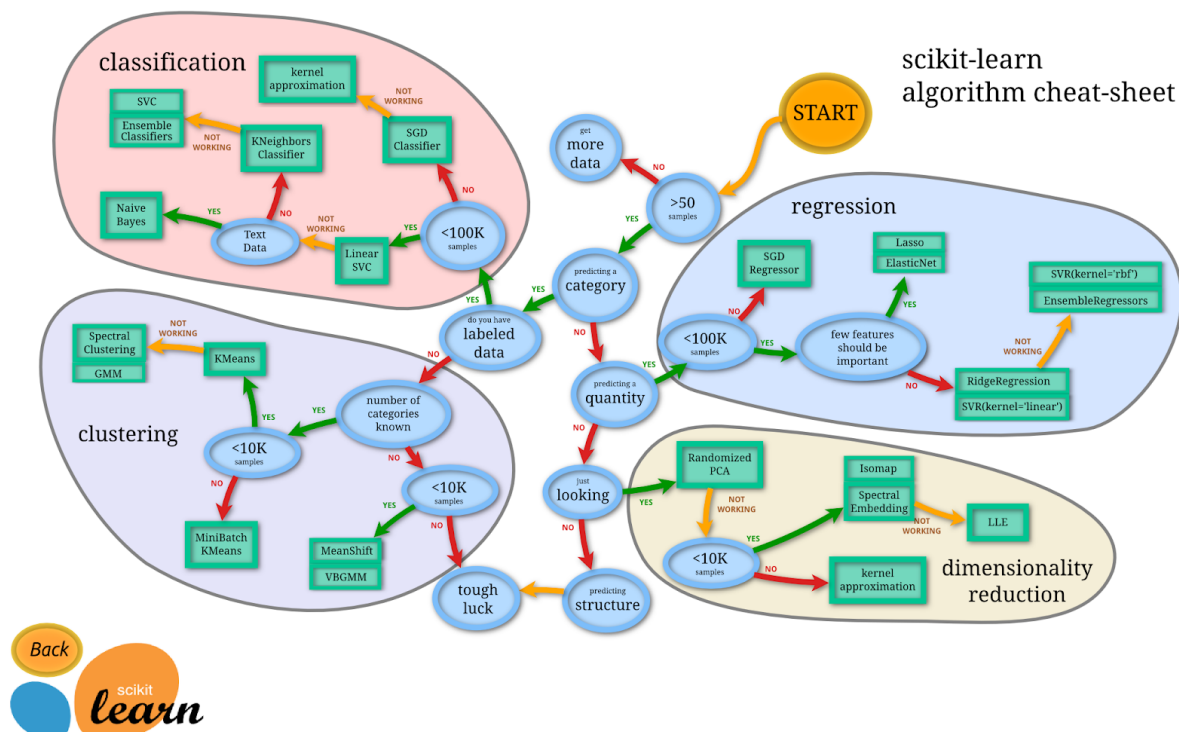 scikit-learn
algorithm cheat-sheet
START
get
more
data
NO
>50
samples
YES
predicting a
category
YES
NO
do you have
labeled
data
YES
NO
predicting a
quantity
YES
NO
just
looking
YES
NO
predicting
structure
tough
luck
classification
kernel
approximation
NOT
WORKING
SGD
Classifier
NO
<100K
samples
YES
Linear
SVC
NOT
WORKING
Text
Data
YES
Naive
Bayes
NO
KNeighbors
Classifier
NOT
WORKING
SVC
Ensemble
Classifiers
regression
<100K
samples
NO
SGD
Regressor
YES
few features
should be
important
YES
Lasso
ElasticNet
NO
RidgeRegression
SVR(kernel='linear')
NOT
WORKING
SVR(kernel='rbf')
EnsembleRegressors
clustering
number of
categories
known
YES
NO
<10K
samples
YES
KMeans
NOT
WORKING
Spectral
Clustering
GMM
NO
MiniBatch
KMeans
<10K
samples
YES
MeanShift
VBGMM
NO
dimensionality
reduction
Randomized
PCA
NOT
WORKING
<10K
samples
YES
Isomap
Spectral
Embedding
NOT
WORKING
LLE
NO
kernel
approximation
Back
scikit
learn